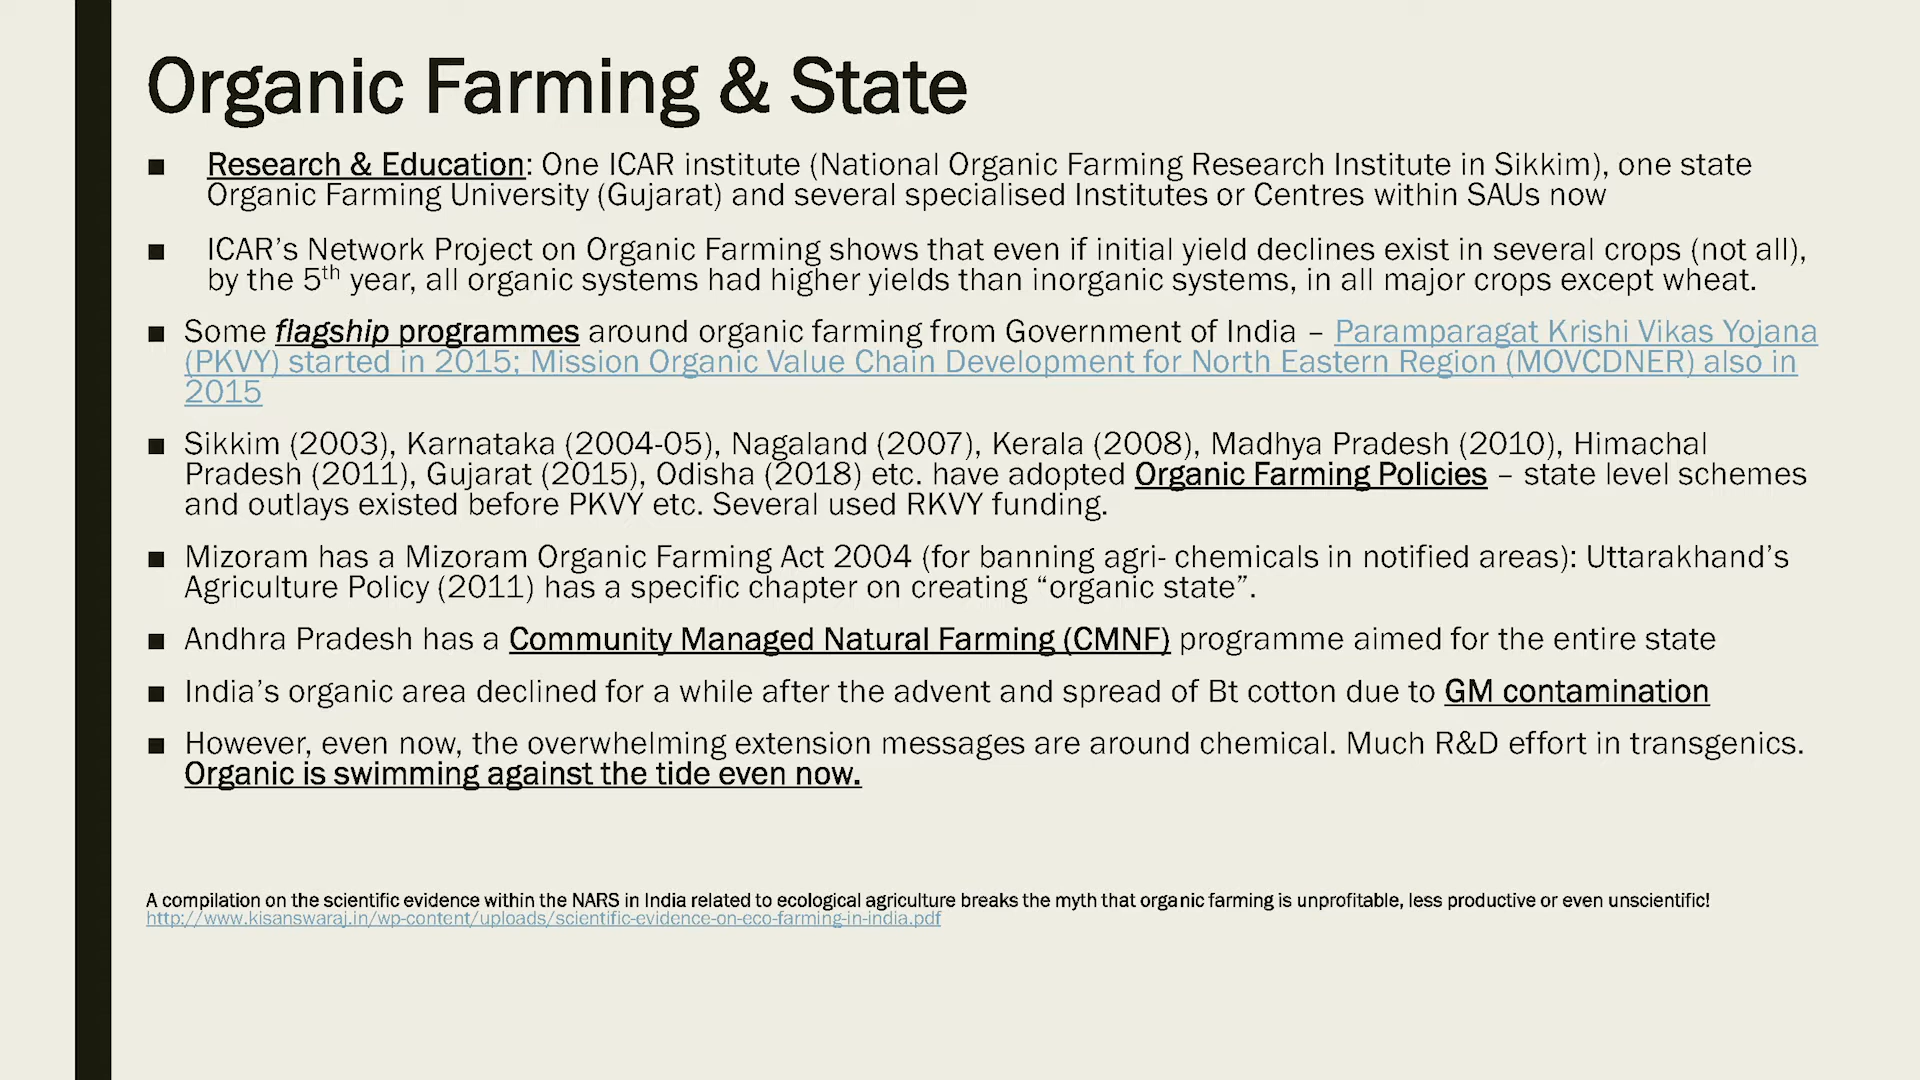 Organic Farming & State
■ Research & Education: One ICAR institute (National Organic Farming Research Institute in Sikkim), one state
Organic Farming University (Gujarat) and several specialised Institutes or Centres within SAUs now
■ ICAR's Network Project on Organic Farming shows that even if initial yield declines exist in several crops (not all),
by the 5th year, all organic systems had higher yields than inorganic systems, in all major crops except wheat.
■ Some flagship programmes around organic farming from Government of India – Paramparagat Krishi Vikas Yojana
(PKVY) started in 2015; Mission Organic Value Chain Development for North Eastern Region (MOVCDNER) also in
2015
■ Sikkim (2003), Karnataka (2004-05), Nagaland (2007), Kerala (2008), Madhya Pradesh (2010), Himachal
Pradesh (2011), Gujarat (2015), Odisha (2018) etc. have adopted Organic Farming Policies – state level schemes
and outlays existed before PKVY etc. Several used RKVY funding.
■ Mizoram has a Mizoram Organic Farming Act 2004 (for banning agri- chemicals in notified areas): Uttarakhand's
Agriculture Policy (2011) has a specific chapter on creating “organic state”.
■ Andhra Pradesh has a Community Managed Natural Farming (CMNF) programme aimed for the entire state
■ India's organic area declined for a while after the advent and spread of Bt cotton due to GM contamination
■ However, even now, the overwhelming extension messages are around chemical. Much R&D effort in transgenics.
Organic is swimming against the tide even now.
A compilation on the scientific evidence within the NARS in India related to ecological agriculture breaks the myth that organic farming is unprofitable, less productive or even unscientific!
http://www.kisanswaraj.in/wp-content/uploads/scientific-evidence-on-eco-farming-in-india.pdf